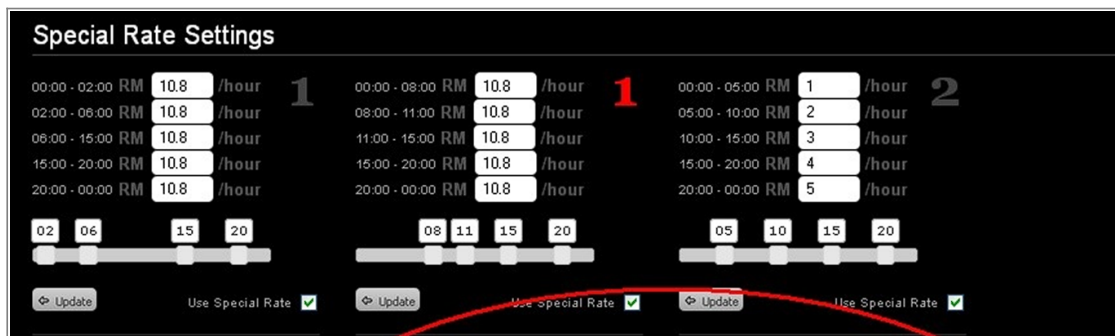 Special Rate Settings
00:00 - 02:00 RM 10.8 /hour 1
02:00 - 06:00 RM 10.8 /hour
06:00 - 15:00 RM 10.8 /hour
15:00 - 20:00 RM 10.8 /hour
20:00 - 00:00 RM 10.8 /hour
02 06 15 20
Update Use Special Rate
00:00 - 08:00 RM 10.8 /hour 1
08:00 - 11:00 RM 10.8 /hour
11:00 - 15:00 RM 10.8 /hour
15:00 - 20:00 RM 10.8 /hour
20:00 - 00:00 RM 10.8 /hour
08 11 15 20
Update Use Special Rate
00:00 - 05:00 RM 1 /hour 2
05:00 - 10:00 RM 2 /hour
10:00 - 15:00 RM 3 /hour
15:00 - 20:00 RM 4 /hour
20:00 - 00:00 RM 5 /hour
05 10 15 20
Update Use Special Rate